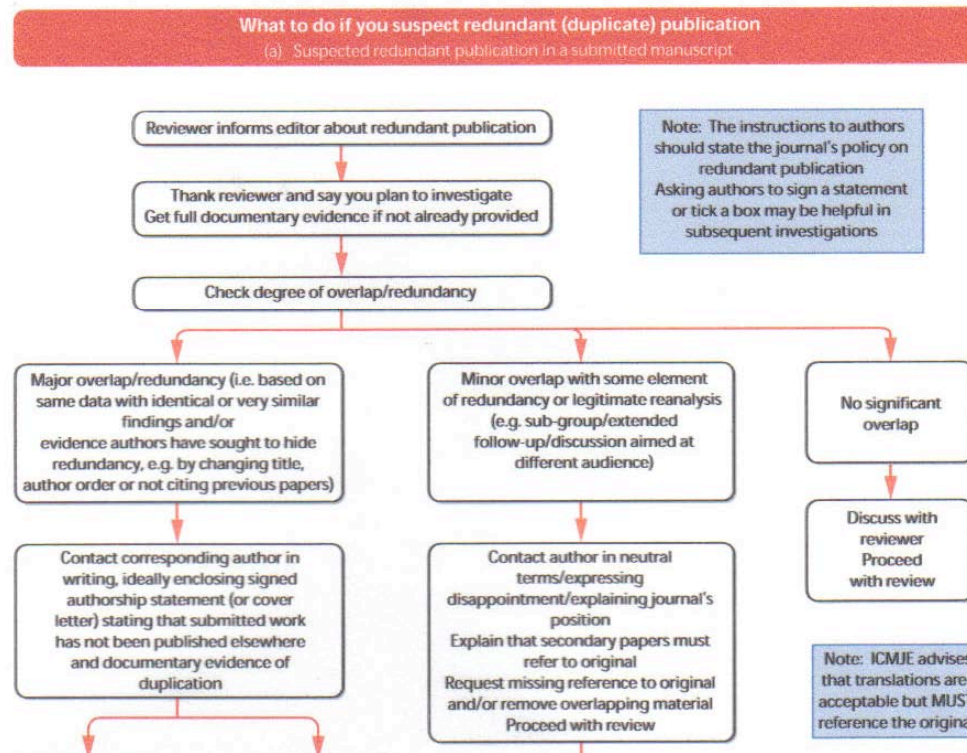 What to do if you suspect redundant (duplicate) publication
(a) Suspected redundant publication in a submitted manuscript
Reviewer informs editor about redundant publication
Note: The instructions to authors
should state the journal's policy on
redundant publication
Asking authors to sign a statement
or tick a box may be helpful in
subsequent investigations
Thank reviewer and say you plan to investigate
Get full documentary evidence if not already provided
Check degree of overlap/redundancy
Major overlap/redundancy (i.e. based on
same data with identical or very similar
findings and/or
evidence authors have sought to hide
redundancy, e.g. by changing title,
author order or not citing previous papers)
Minor overlap with some element
of redundancy or legitimate reanalysis
(e.g. sub-group/extended
follow-up/discussion aimed at
different audience)
No significant
overlap
Contact corresponding author in
writing, ideally enclosing signed
authorship statement (or cover
letter) stating that submitted work
has not been published elsewhere
and documentary evidence of
duplication
Contact author in neutral
terms/expressing
disappointment/explaining journal's
position
Explain that secondary papers must
refer to original
Request missing reference to original
and/or remove overlapping material
Proceed with review
Discuss with
reviewer
Proceed
with review
Note: ICMJE advises
that translations are
acceptable but MUST
reference the original